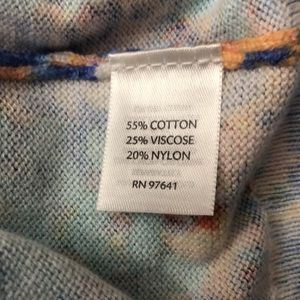 55% COTTON
25% VISCOSE
20% NYLON
RN 97641